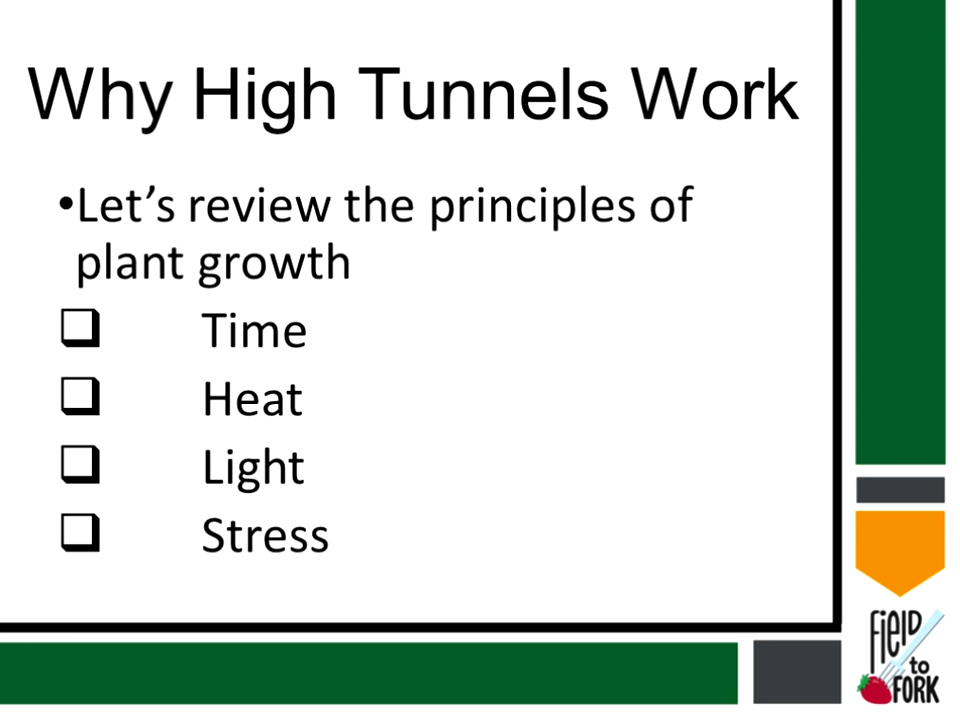 Why High Tunnels Work
•Let's review the principles of
plant growth
❑ Time
❑ Heat
❑ Light
❑ Stress
FIELD
to
FORK